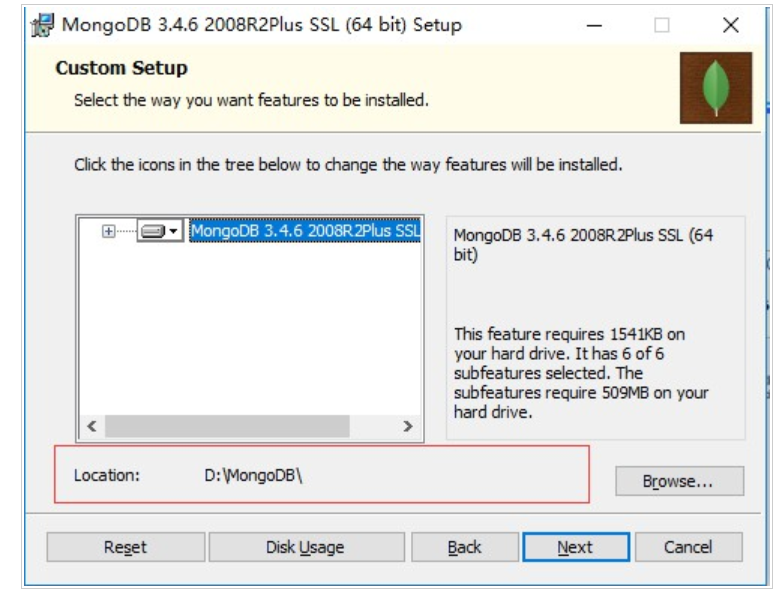 MongoDB 3.4.6 2008R2Plus SSL (64 bit) Setup
Custom Setup
Select the way you want features to be installed.
Click the icons in the tree below to change the way features will be installed.
MongoDB 3.4.6 2008R2Plus SSL
MongoDB 3.4.6 2008R2Plus SSL (64
bit)
This feature requires 1541KB on
your hard drive. It has 6 of 6
subfeatures selected. The
subfeatures require 509MB on your
hard drive.
Location: D:\MongoDB\
Browse...
Reset Disk Usage Back Next Cancel